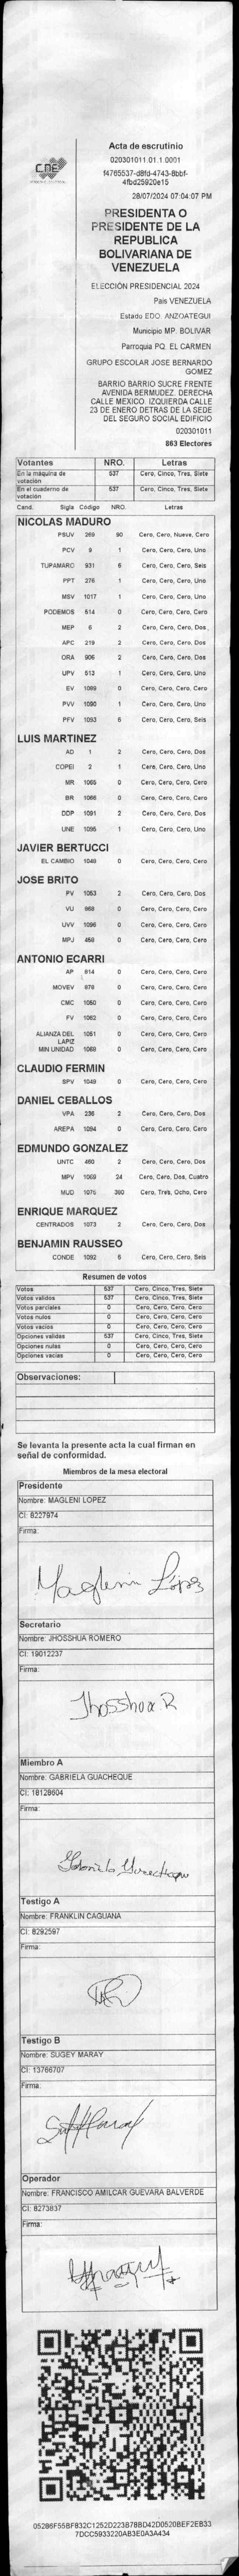 CNE
Acta de escrutinio
020301011.01.1.0001
f4765537-d8fd-4743-8bbf-
4fbd25920e15
28/07/2024 07:04:07 PM
PRESIDENTA O
PRESIDENTE DE LA
REPUBLICA
BOLIVARIANA DE
VENEZUELA
ELECCIÓN PRESIDENCIAL 2024
Pais VENEZUELA
Estado EDO. ANZOATEGUI
Municipio MP. BOLIVAR
Parroquia PQ. EL CARMEN
GRUPO ESCOLAR JOSE BERNARDO
GOMEZ
BARRIO BARRIO SUCRE FRENTE
AVENIDA BERMUDEZ. DERECHA
CALLE MEXICO. IZQUIERDA CALLE
23 DE ENERO DETRAS DE LA SEDE
DEL SEGURO SOCIAL EDIFICIO
020301011
863 Electores
Votantes NRO. Letras
En la máquina de votación 537 Cero, Cinco, Tres, Siete
En el cuaderno de votación 537 Cero, Cinco, Tres, Siete
Cand. Sigla Código NRO. Letras
NICOLAS MADURO
PSUV 269 90 Cero, Cero, Nueve, Cero
PCV 9 1 Cero, Cero, Cero, Uno
TUPAMARO 931 6 Cero, Cero, Cero, Seis
PPT 276 1 Cero, Cero, Cero, Uno
MSV 1017 1 Cero, Cero, Cero, Uno
PODEMOS 514 0 Cero, Cero, Cero, Cero
MEP 6 2 Cero, Cero, Cero, Dos
APC 219 2 Cero, Cero, Cero, Dos
ORA 906 2 Cero, Cero, Cero, Dos
UPV 513 1 Cero, Cero, Cero, Uno
EV 1089 0 Cero, Cero, Cero, Cero
PVV 1090 1 Cero, Cero, Cero, Uno
PFV 1093 6 Cero, Cero, Cero, Seis
LUIS MARTINEZ
AD 1 2 Cero, Cero, Cero, Dos
COPEI 2 1 Cero, Cero, Cero, Uno
MR 1065 0 Cero, Cero, Cero, Cero
BR 1066 0 Cero, Cero, Cero, Cero
DDP 1091 2 Cero, Cero, Cero, Dos
UNE 1095 1 Cero, Cero, Cero, Uno
JAVIER BERTUCCI
EL CAMBIO 1048 0 Cero, Cero, Cero, Cero
JOSE BRITO
PV 1053 2 Cero, Cero, Cero, Dos
VU 868 0 Cero, Cero, Cero, Cero
UVV 1096 0 Cero, Cero, Cero, Cero
MPJ 458 0 Cero, Cero, Cero, Cero
ANTONIO ECARRI
AP 814 0 Cero, Cero, Cero, Cero
MOVEV 878 0 Cero, Cero, Cero, Cero
CMC 1050 0 Cero, Cero, Cero, Cero
FV 1062 0 Cero, Cero, Cero, Cero
ALIANZA DEL LAPIZ 1051 0 Cero, Cero, Cero, Cero
MIN UNIDAD 1069 0 Cero, Cero, Cero, Cero
CLAUDIO FERMIN
SPV 1049 0 Cero, Cero, Cero, Cero
DANIEL CEBALLOS
VPA 236 2 Cero, Cero, Cero, Dos
AREPA 1094 0 Cero, Cero, Cero, Cero
EDMUNDO GONZALEZ
UNTC 460 2 Cero, Cero, Cero, Dos
MPV 24 Cero, Cero, Dos, Cuatro
MUD 380 Cero, Tres, Ocho, Cero
ENRIQUE MARQUEZ
CENTRADOS 1073 2 Cero, Cero, Cero, Dos
BENJAMIN RAUSSEO
CONDE 1092 6 Cero, Cero, Cero, Seis
Resumen de votos
Votos 537 Cero, Cinco, Tres, Siete
Votos validos 537 Cero, Cinco, Tres, Siete
Votos parciales 0 Cero, Cero, Cero, Cero
Votos nulos 0 Cero, Cero, Cero, Cero
Votos vacios 0 Cero, Cero, Cero, Cero
Opciones validas 537 Cero, Cinco, Tres, Siete
Opciones nulas 0 Cero, Cero, Cero, Cero
Opciones vacias 0 Cero, Cero, Cero, Cero
Observaciones:
Se levanta la presente acta la cual firman en
señal de conformidad.
Miembros de la mesa electoral
Presidente
Nombre: MAGLENI LOPEZ
CI: 8227974
Firma:
Maglenin López
Secretario
Nombre: JHOSSHUA ROMERO
CI: 19012237
Firma:
Jhosshua R
Miembro A
Nombre: GABRIELA GUACHEQUE
CI: 18128604
Firma:
Testigo A
Nombre: FRANKLIN CAGUANA
CI: 8292597
Firma:
Testigo B
Nombre: SUGEY MARAY
CI: 13766707
Firma:
Operador
Nombre: FRANCISCO AMILCAR GUEVARA BALVERDE
CI: 8273837
Firma:
05286F55BF832C1252D223B78BD42D0520BEF2EB33
7DCC5933220AB3E0A3A434